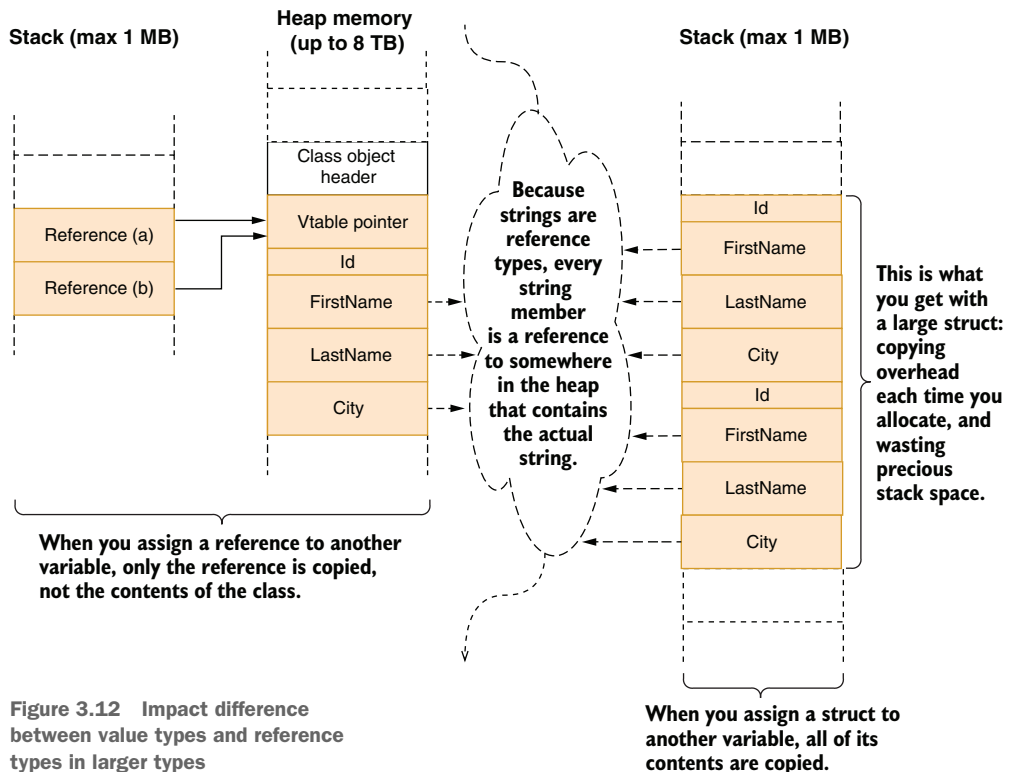 Stack (max 1 MB)
Heap memory
(up to 8 TB)
Stack (max 1 MB)
Class object
header
Vtable pointer
Id
FirstName
LastName
City
Reference (a)
Reference (b)
Because
strings are
reference
types, every
string
member
is a reference
to somewhere
in the heap
that contains
the actual
string.
Id
FirstName
LastName
City
Id
FirstName
LastName
City
This is what
you get with
a large struct:
copying
overhead
each time you
allocate, and
wasting
precious
stack space.
When you assign a reference to another
variable, only the reference is copied,
not the contents of the class.
When you assign a struct to
another variable, all of its
contents are copied.
Figure 3.12 Impact difference
between value types and reference
types in larger types